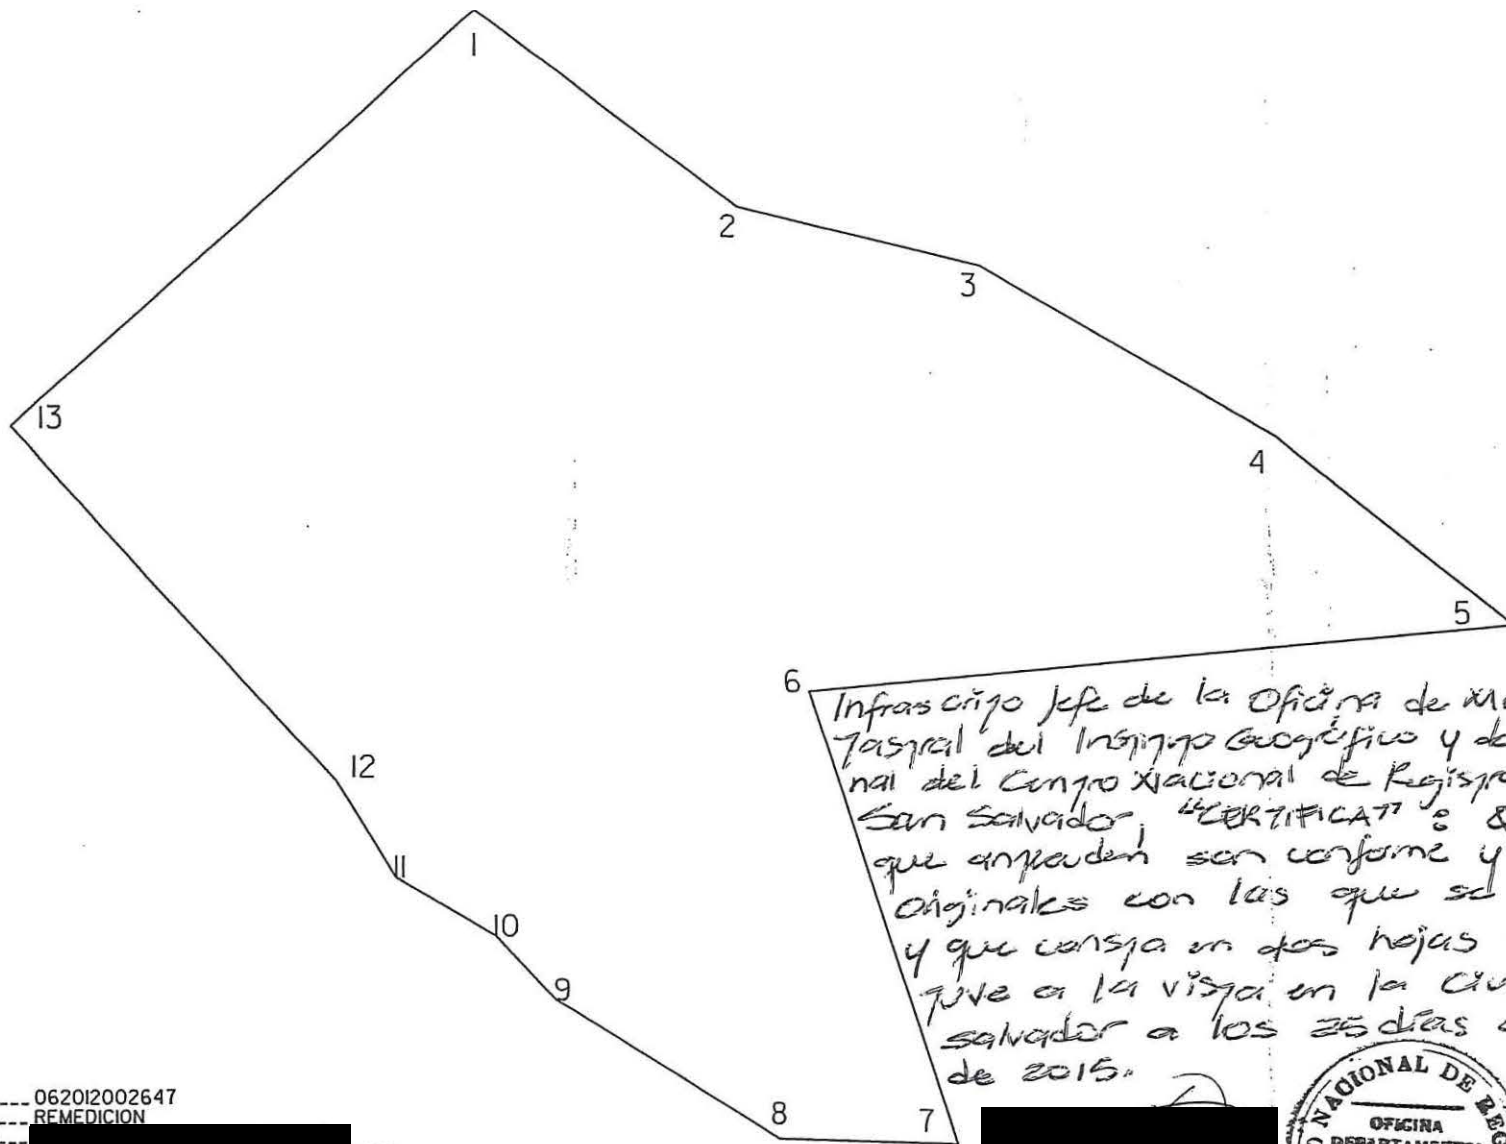 1
2
3
13
4
5
6
Infrascrito Jefe de la Oficina de
tastral del Instituto Geográfico y
nal del Centro Nacional de Registro
San Salvador, "CERTIFICA":
que anteceden son conforme y
originales con las que se
y que consta en dos hojas
tuve a la vista en la
salvador a los 25 días
de 2015.
12
11
10
9
8
7
062012002647
REMEDICION
NACIONAL DE
OFICINA